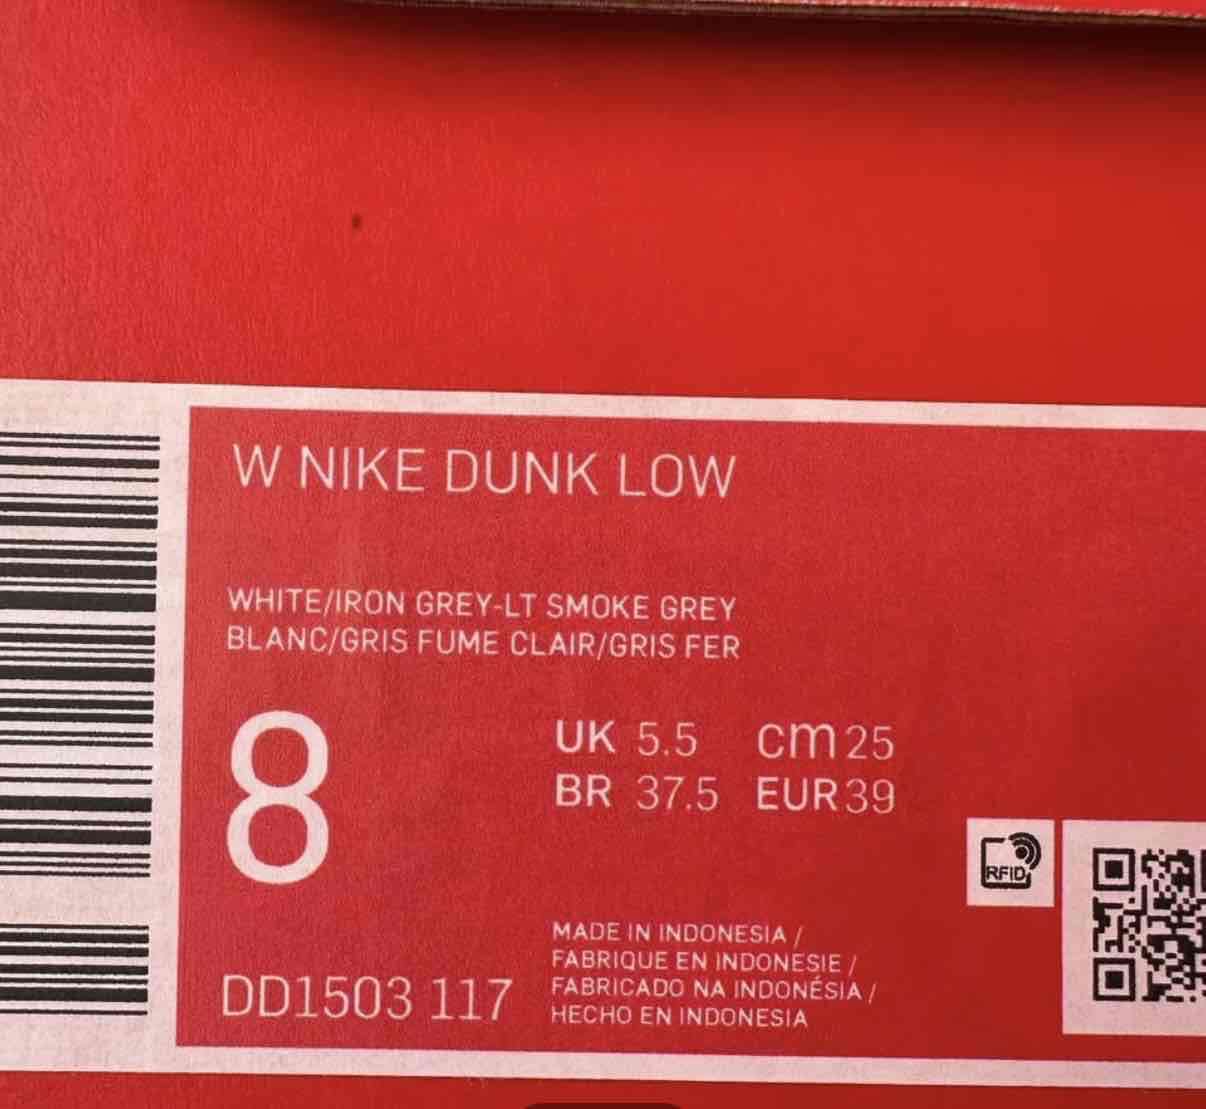 W NIKE DUNK LOW
WHITE/IRON GREY-LT SMOKE GREY
BLANC/GRIS FUME CLAIR/GRIS FER
8
UK 5.5 cm 25
BR 37.5 EUR 39
RFID
DD1503 117
MADE IN INDONESIA /
FABRIQUE EN INDONESIE /
FABRICADO NA INDONÉSIA /
HECHO EN INDONESIA